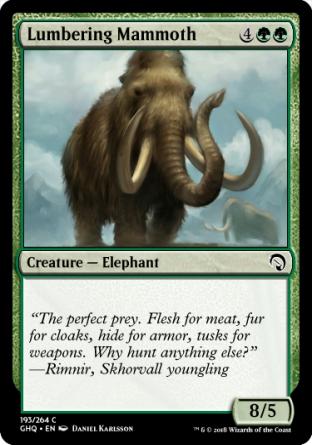 Lumbering Mammoth 4
Creature — Elephant
“The perfect prey. Flesh for meat, fur
for cloaks, hide for armor, tusks for
weapons. Why hunt anything else?”
—Rimnir, Skhorvall youngling
8/5
193/264 C
GHQ • EN Daniel Karlsson
™ & © 2018 Wizards of the Coast